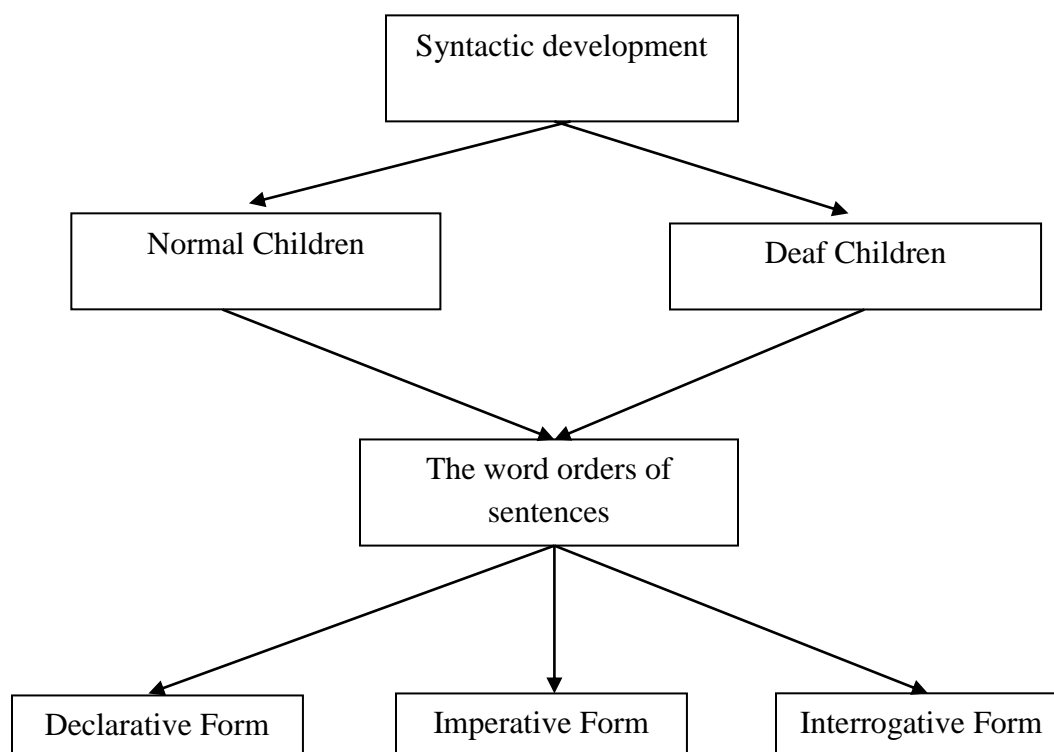 Syntactic development
Normal Children
Deaf Children
The word orders of
sentences
Declarative Form
Imperative Form
Interrogative Form